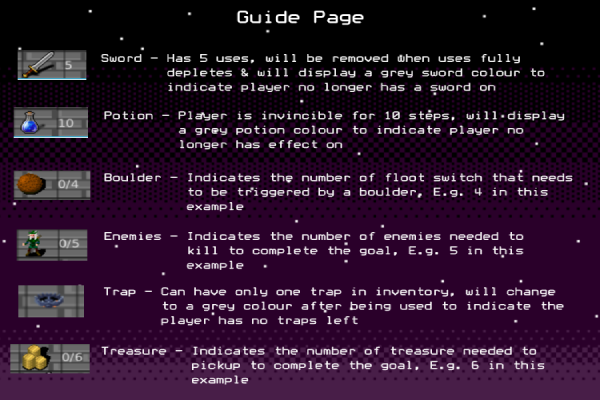 Guide Page
5
Sword - Has 5 uses, will be removed when uses fully
depletes & will display a grey sword colour to
indicate player no longer has a sword on
10
Potion - Player is invincible for 10 steps, will display
a grey potion colour to indicate player no
longer has effect on
0/4
Boulder - Indicates the number of floot switch that needs
to be triggered by a boulder, E.g. 4 in this
example
0/5
Enemies - Indicates the number of enemies needed to
kill to complete the goal, E.g. 5 in this
example
Trap - Can have only one trap in inventory, will change
to a grey colour after being used to indicate the
player has no traps left
0/6
Treasure - Indicates the number of treasure needed to
pickup to complete the goal, E.g. 6 in this
example